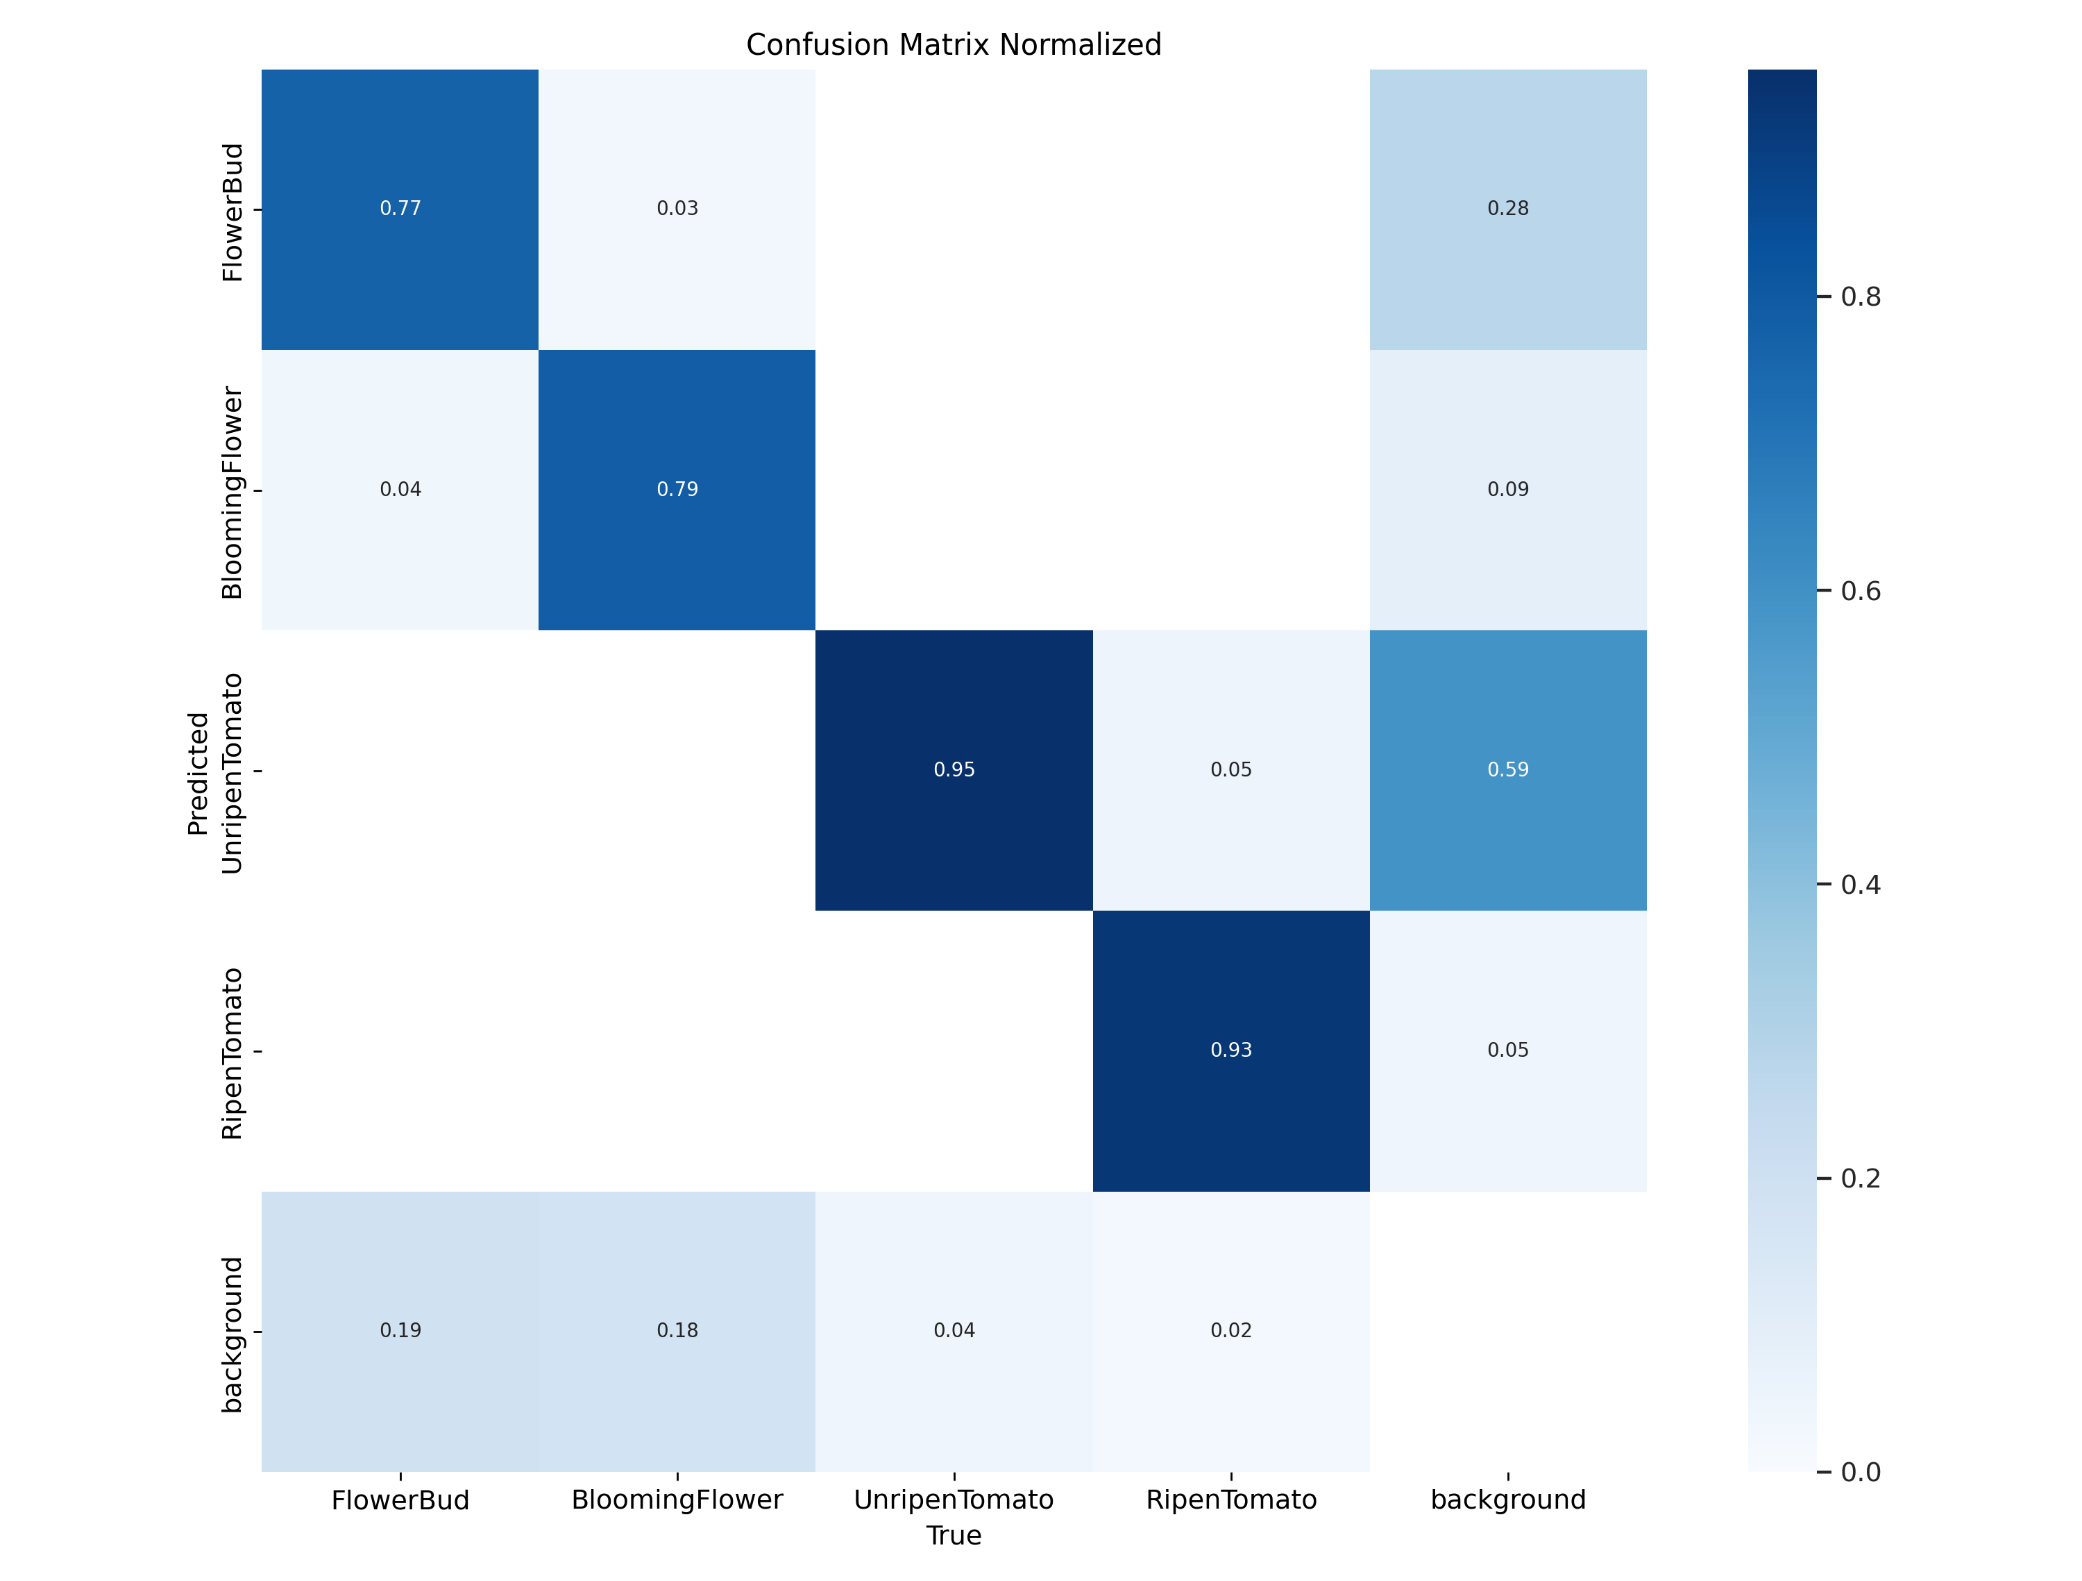 Confusion Matrix Normalized
Predicted
FlowerBud
0.77
0.03
0.28
BloomingFlower
0.04
0.79
0.09
UnripenTomato
0.95
0.05
0.59
RipenTomato
0.93
0.05
background
0.19
0.18
0.04
0.02
FlowerBud
BloomingFlower
UnripenTomato
RipenTomato
background
True
0.8
0.6
0.4
0.2
0.0